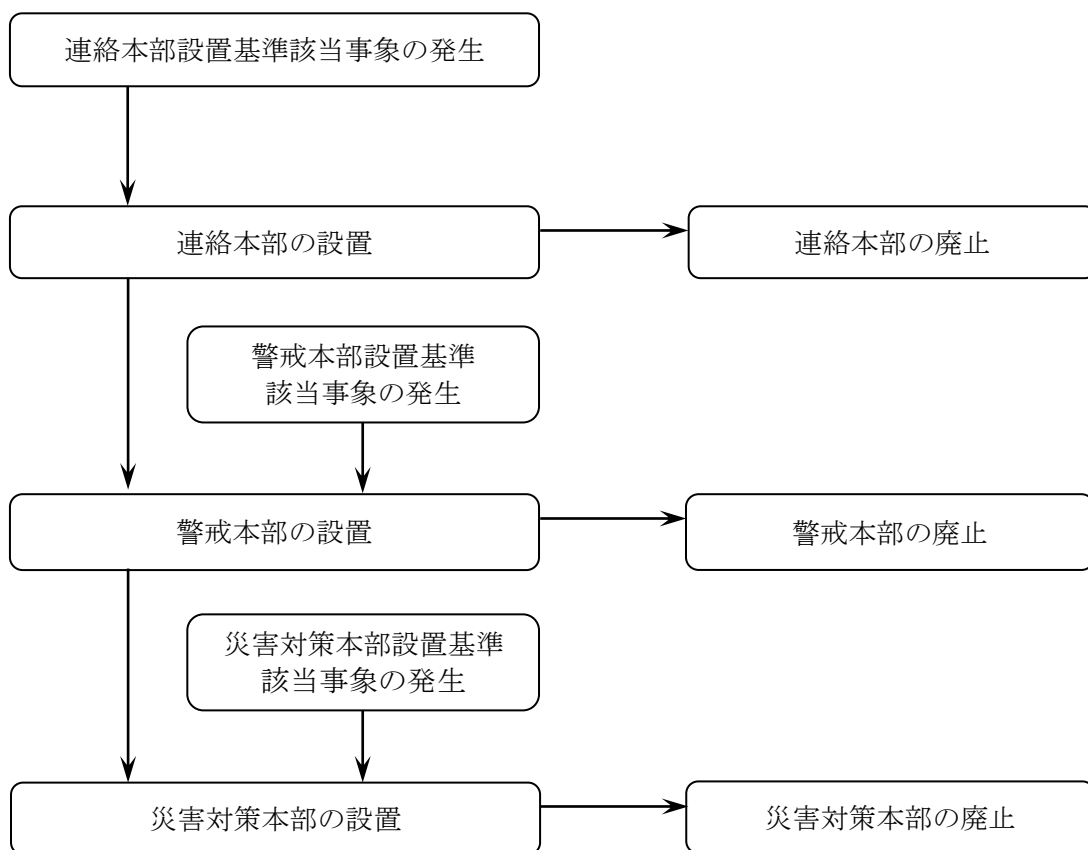 連絡本部設置基準該当事象の発生
連絡本部の設置
連絡本部の廃止
警戒本部設置基準
該当事象の発生
警戒本部の設置
警戒本部の廃止
災害対策本部設置基準
該当事象の発生
災害対策本部の設置
災害対策本部の廃止